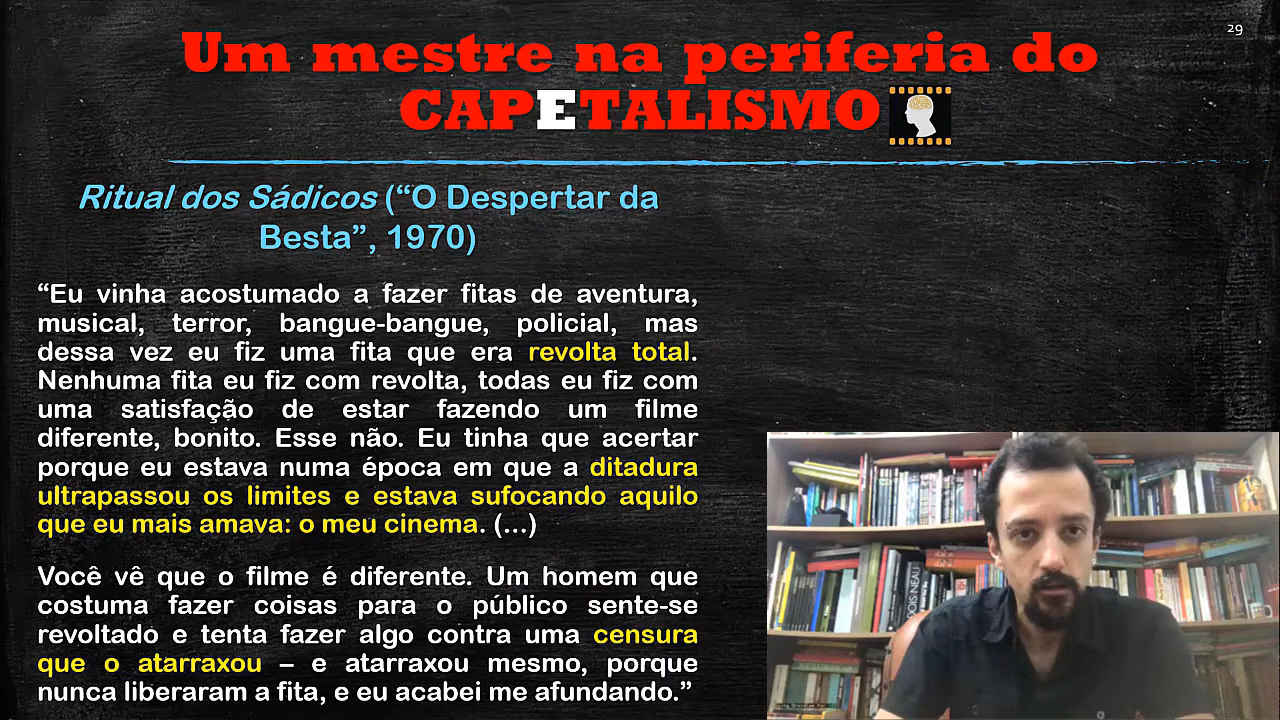 29
Um mestre na periferia do
CAPETALISMO
Ritual dos Sádicos (“O Despertar da
Besta”, 1970)
“Eu vinha acostumado a fazer fitas de aventura,
musical, terror, bangue-bangue, policial, mas
dessa vez eu fiz uma fita que era revolta total.
Nenhuma fita eu fiz com revolta, todas eu fiz com
uma satisfação de estar fazendo um filme
diferente, bonito. Esse não. Eu tinha que acertar
porque eu estava numa época em que a ditadura
ultrapassou os limites e estava sufocando aquilo
que eu mais amava: o meu cinema. (...)
Você vê que o filme é diferente. Um homem que
costuma fazer coisas para o público sente-se
revoltado e tenta fazer algo contra uma censura
que o atarraxou – e atarraxou mesmo, porque
nunca liberaram a fita, e eu acabei me afundando.”
OIS NEAU